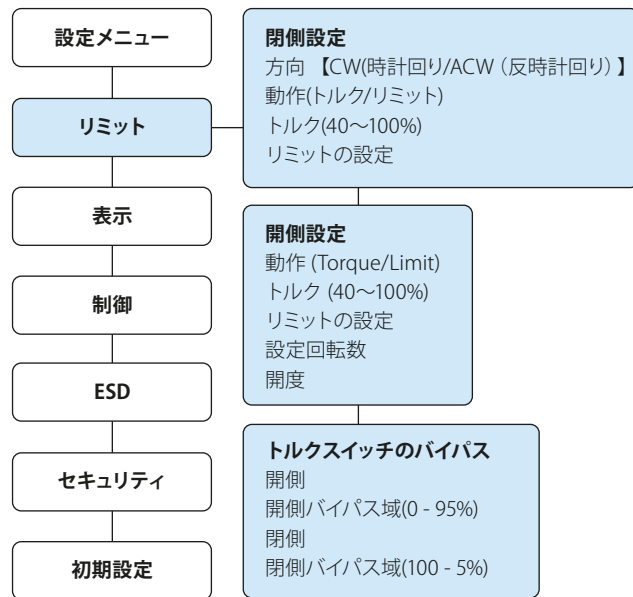 設定メニュー
リミット
表示
制御
ESD
セキュリティ
初期設定
閉側設定
方向 【CW(時計回り/ACW（反時計回り）】
動作(トルク/リミット)
トルク(40〜100%)
リミットの設定
開側設定
動作 (Torque/Limit)
トルク (40〜100%)
リミットの設定
設定回転数
開度
トルクスイッチのバイパス
開側
開側バイパス域(0 - 95%)
閉側
閉側バイパス域(100 - 5%)